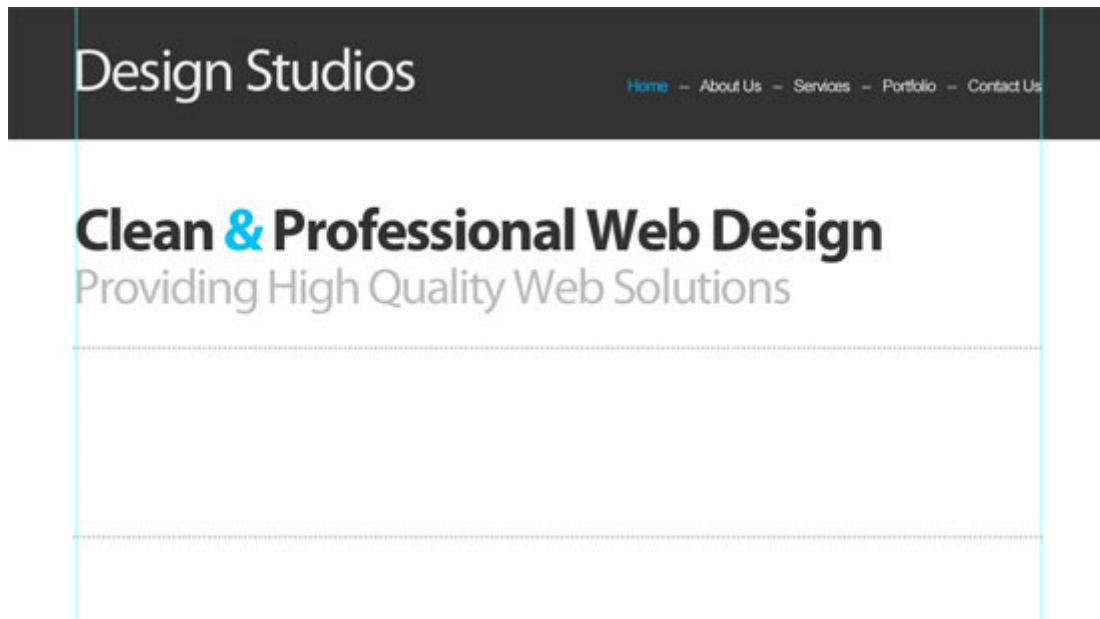 Design Studios
Home – About Us – Services – Portfolio – Contact Us
Clean & Professional Web Design
Providing High Quality Web Solutions